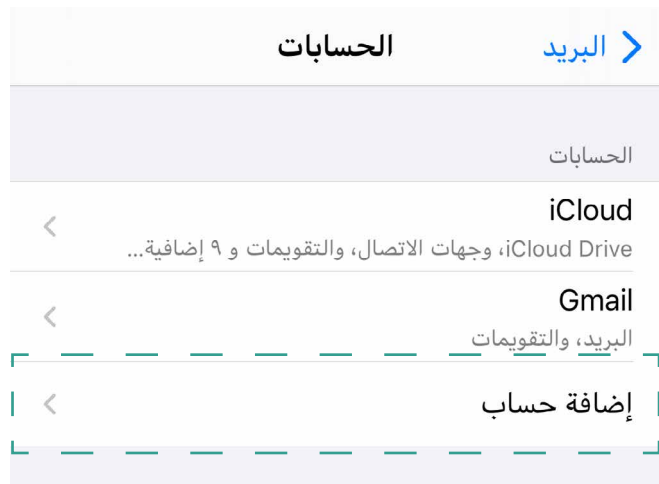 البريد
الحسابات
الحسابات
iCloud
iCloud Drive، وجهات الاتصال، والتقويمات و ٩ إضافية...
Gmail
البريد، والتقويمات
إضافة حساب